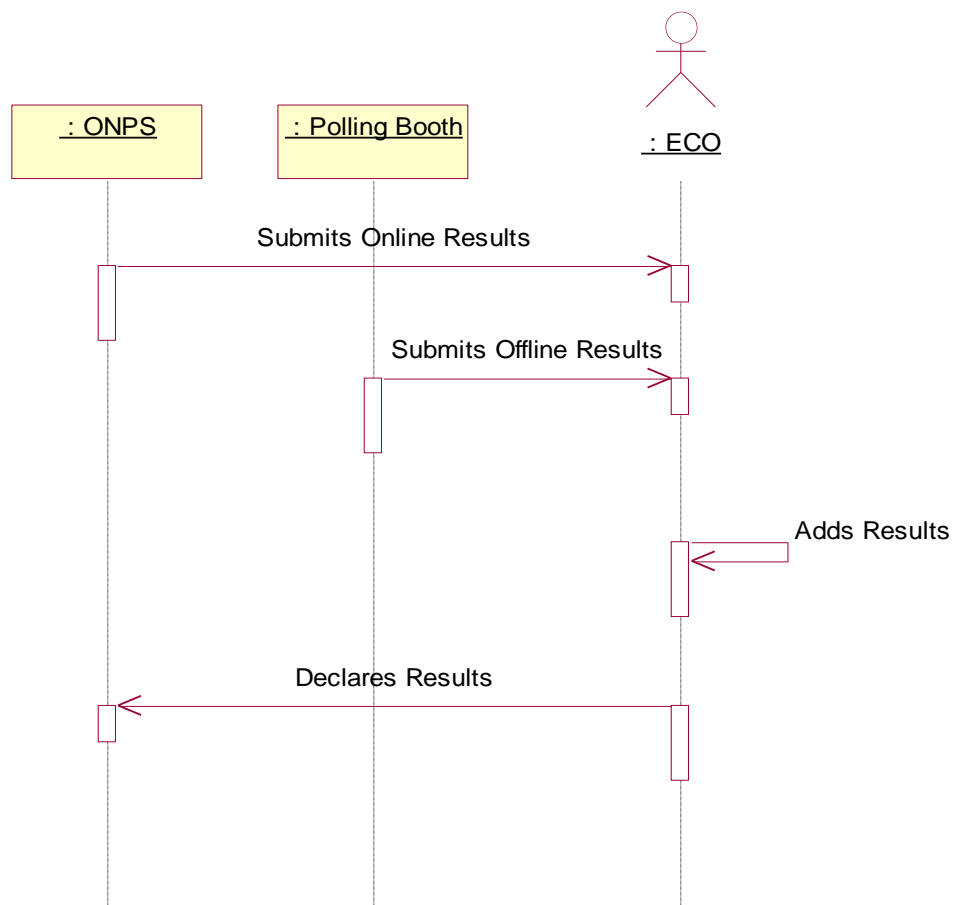 : ONPS
: Polling Booth
: ECO
Submits Online Results
Submits Offline Results
Adds Results
Declares Results